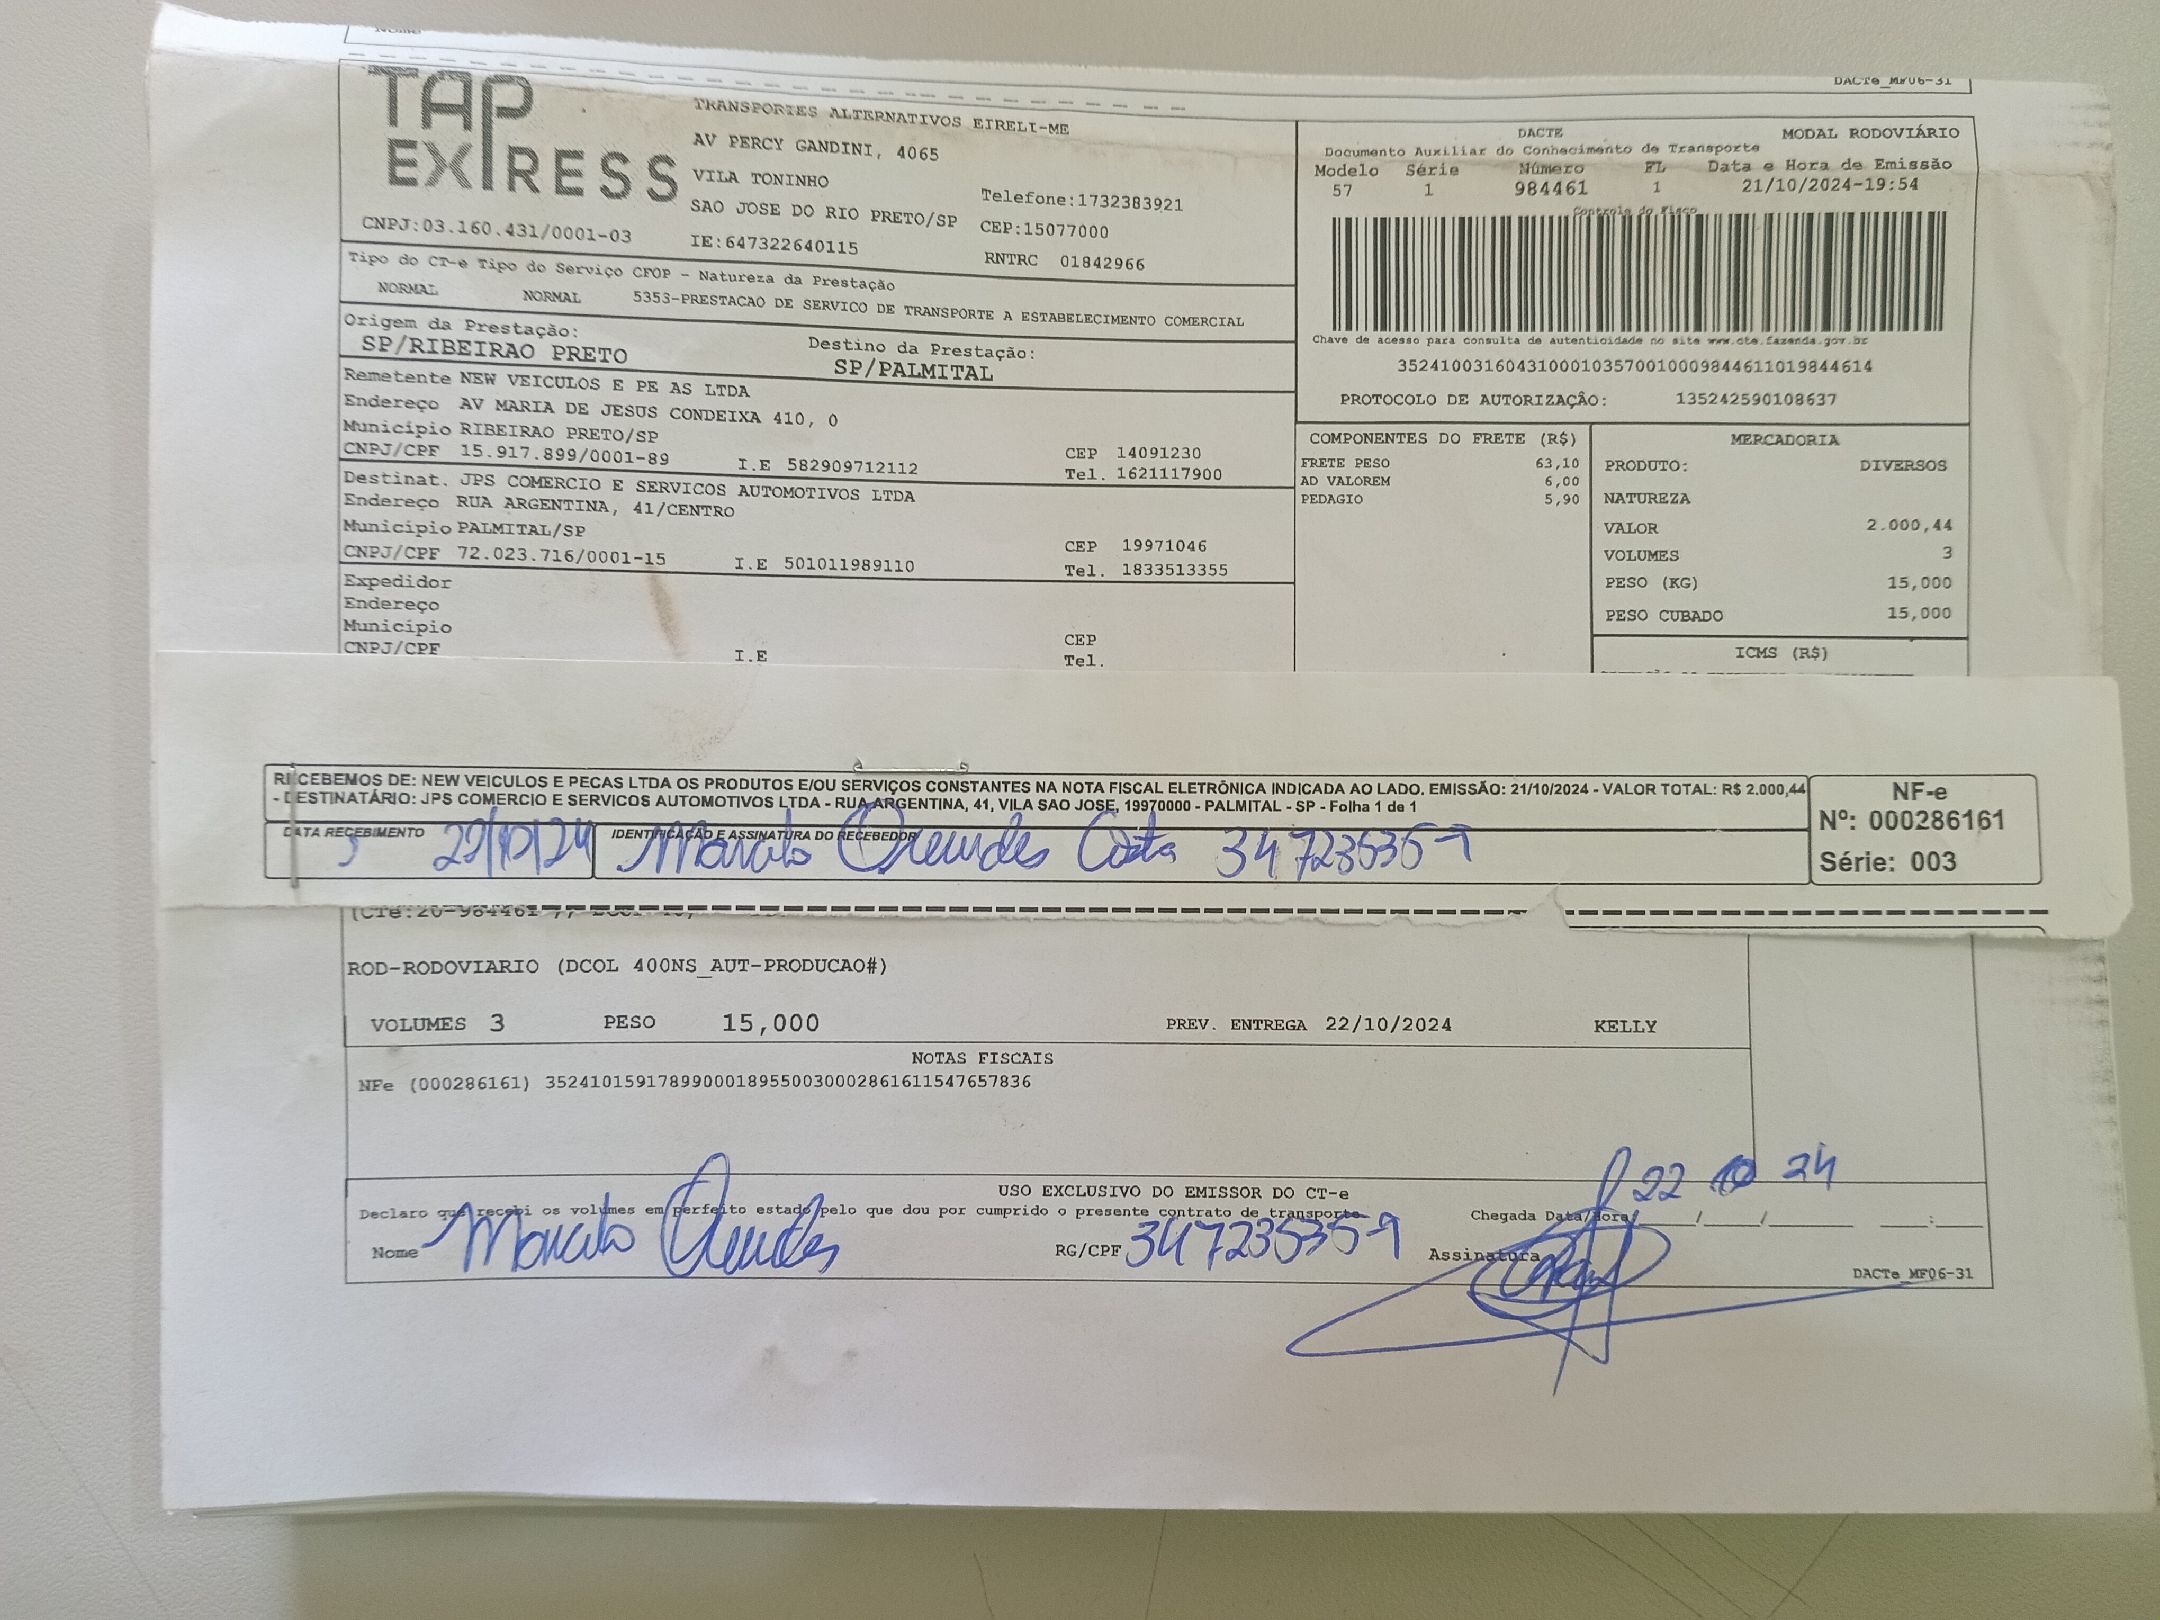 DACTe_MF06-31
TAP EXPRESS
TRANSPORTES ALTERNATIVOS EIRELI-ME
AV PERCY GANDINI, 4065
VILA TONINHO
SAO JOSE DO RIO PRETO/SP
Telefone:1732383921
CEP:15077000
CNPJ:03.160.431/0001-03
IE:647322640115
RNTRC 01842966
DACTE MODAL RODOVIÁRIO
Documento Auxiliar do Conhecimento de Transporte
Modelo Série Número FL Data e Hora de Emissão
57 1 984461 1 21/10/2024-19:54
Controle do Fisco
Chave de acesso para consulta de autenticidade no site www.cte.fazenda.gov.br
35241003160431000103570010009844611019844614
PROTOCOLO DE AUTORIZAÇÃO: 135242590108637
Tipo do CT-e Tipo do Serviço CFOP - Natureza da Prestação
NORMAL NORMAL 5353-PRESTACAO DE SERVICO DE TRANSPORTE A ESTABELECIMENTO COMERCIAL
Origem da Prestação: Destino da Prestação:
SP/RIBEIRAO PRETO SP/PALMITAL
Remetente NEW VEICULOS E PE AS LTDA
Endereço AV MARIA DE JESUS CONDEIXA 410, 0
Município RIBEIRAO PRETO/SP CEP 14091230
CNPJ/CPF 15.917.899/0001-89 I.E 582909712112 Tel. 1621117900
Destinat. JPS COMERCIO E SERVICOS AUTOMOTIVOS LTDA
Endereço RUA ARGENTINA, 41/CENTRO
Município PALMITAL/SP CEP 19971046
CNPJ/CPF 72.023.716/0001-15 I.E 501011989110 Tel. 1833513355
Expedidor
Endereço
Município CEP
CNPJ/CPF I.E Tel.
COMPONENTES DO FRETE (R$)
FRETE PESO 63,10
AD VALOREM 6,00
PEDAGIO 5,90
MERCADORIA
PRODUTO: DIVERSOS
NATUREZA
VALOR 2.000,44
VOLUMES 3
PESO (KG) 15,000
PESO CUBADO 15,000
ICMS (R$)
RECEBEMOS DE: NEW VEICULOS E PECAS LTDA OS PRODUTOS E/OU SERVIÇOS CONSTANTES NA NOTA FISCAL ELETRÔNICA INDICADA AO LADO. EMISSÃO: 21/10/2024 - VALOR TOTAL: R$ 2.000,44
- DESTINATÁRIO: JPS COMERCIO E SERVICOS AUTOMOTIVOS LTDA - RUA ARGENTINA, 41, VILA SAO JOSE, 19970000 - PALMITAL - SP - Folha 1 de 1
DATA RECEBIMENTO IDENTIFICAÇÃO E ASSINATURA DO RECEBEDOR
22/10/24 Costa 34723535-9
NF-e
Nº: 000286161
Série: 003
ROD-RODOVIARIO (DCOL 400NS_AUT-PRODUCAO#)
VOLUMES 3 PESO 15,000 PREV. ENTREGA 22/10/2024 KELLY
NOTAS FISCAIS
NFe (000286161) 35241015917899000189550030002861611547657836
USO EXCLUSIVO DO EMISSOR DO CT-e
Declaro que recebi os volumes em perfeito estado pelo que dou por cumprido o presente contrato de transporte
Chegada Data/Hora 22 10 24
Nome RG/CPF 34723535-9 Assinatura
DACTe_MF06-31